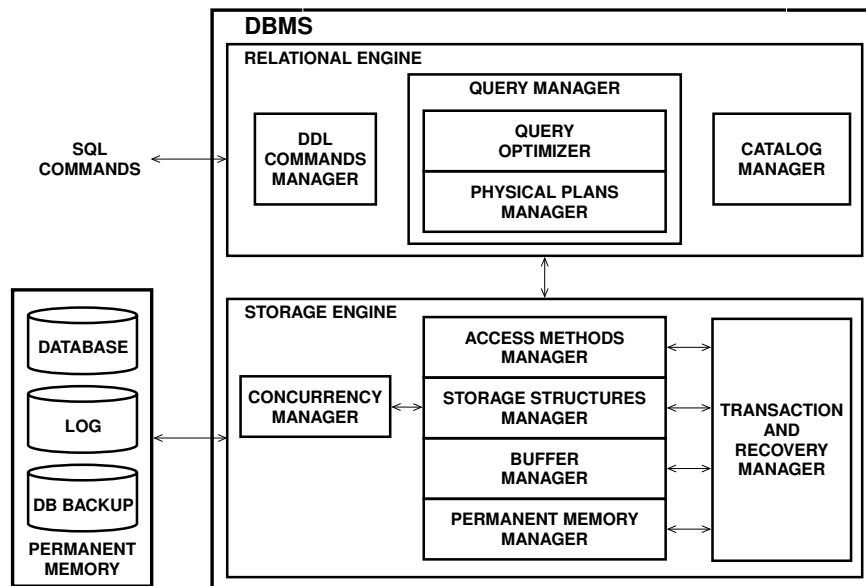 DBMS
RELATIONAL ENGINE
QUERY MANAGER
SQL
COMMANDS
DDL
COMMANDS
MANAGER
QUERY
OPTIMIZER
PHYSICAL PLANS
MANAGER
CATALOG
MANAGER
STORAGE ENGINE
DATABASE
LOG
DB BACKUP
PERMANENT
MEMORY
CONCURRENCY
MANAGER
ACCESS METHODS
MANAGER
STORAGE STRUCTURES
MANAGER
BUFFER
MANAGER
PERMANENT MEMORY
MANAGER
TRANSACTION
AND
RECOVERY
MANAGER